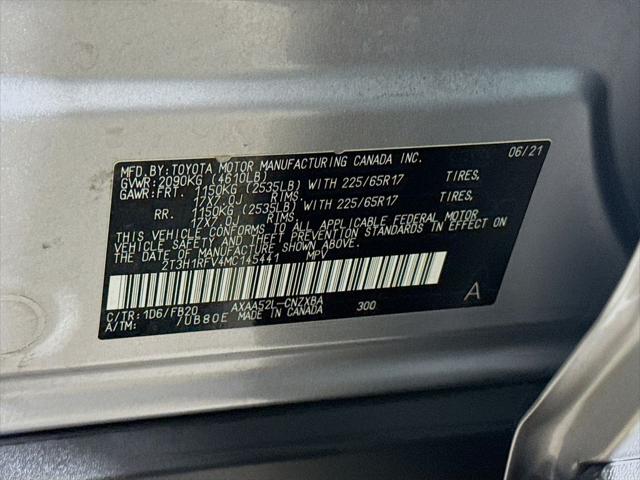 MFD. BY: TOYOTA MOTOR MANUFACTURING CANADA INC. 06/21
GVWR: 2090KG (4610LB)
GAWR: FRT. 1150KG (2535LB) WITH 225/65R17 TIRES,
17X7.0J RIMS,
RR. 1150KG (2535LB) WITH 225/65R17 TIRES,
17X7.0J RIMS
THIS VEHICLE CONFORMS TO ALL APPLICABLE FEDERAL MOTOR
VEHICLE SAFETY AND THEFT PREVENTION STANDARDS IN EFFECT ON
THE DATE OF MANUFACTURE SHOWN ABOVE.
2T3H1RFV4MC145441 MPV
C/TR: 1D6/FB20 AXAA52L-CNZXBA 300 A
A/TM: /UB80E MADE IN CANADA